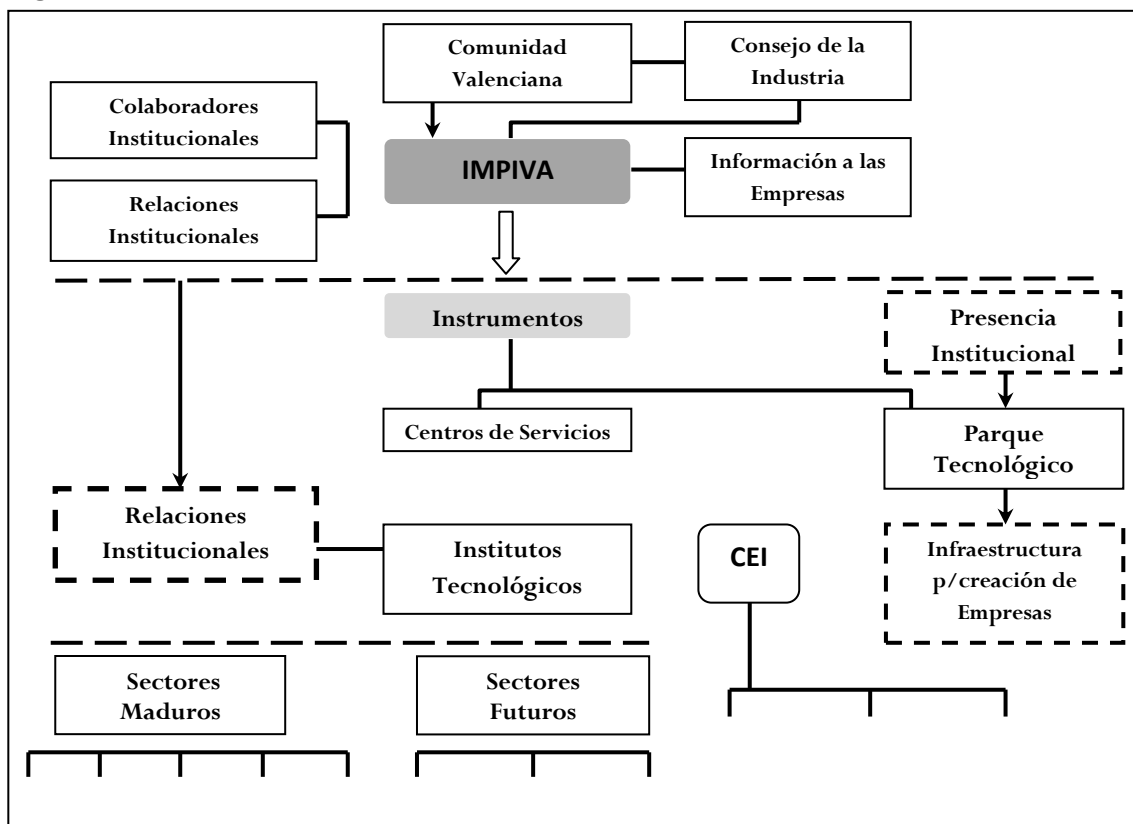 Comunidad
Valenciana
Consejo de la
Industria
Colaboradores
Institucionales
IMPIVA
Información a las
Empresas
Relaciones
Institucionales
Instrumentos
Presencia
Institucional
Centros de Servicios
Parque
Tecnológico
Relaciones
Institucionales
Institutos
Tecnológicos
CEI
Infraestructura
p/creación de
Empresas
Sectores
Maduros
Sectores
Futuros